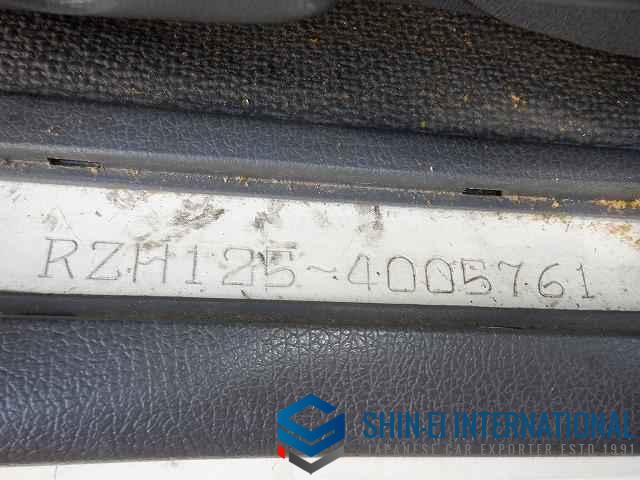 RZH125-4005761
SHIN-EI INTERNATIONAL
JAPANESE CAR EXPORTER ESTD.1991